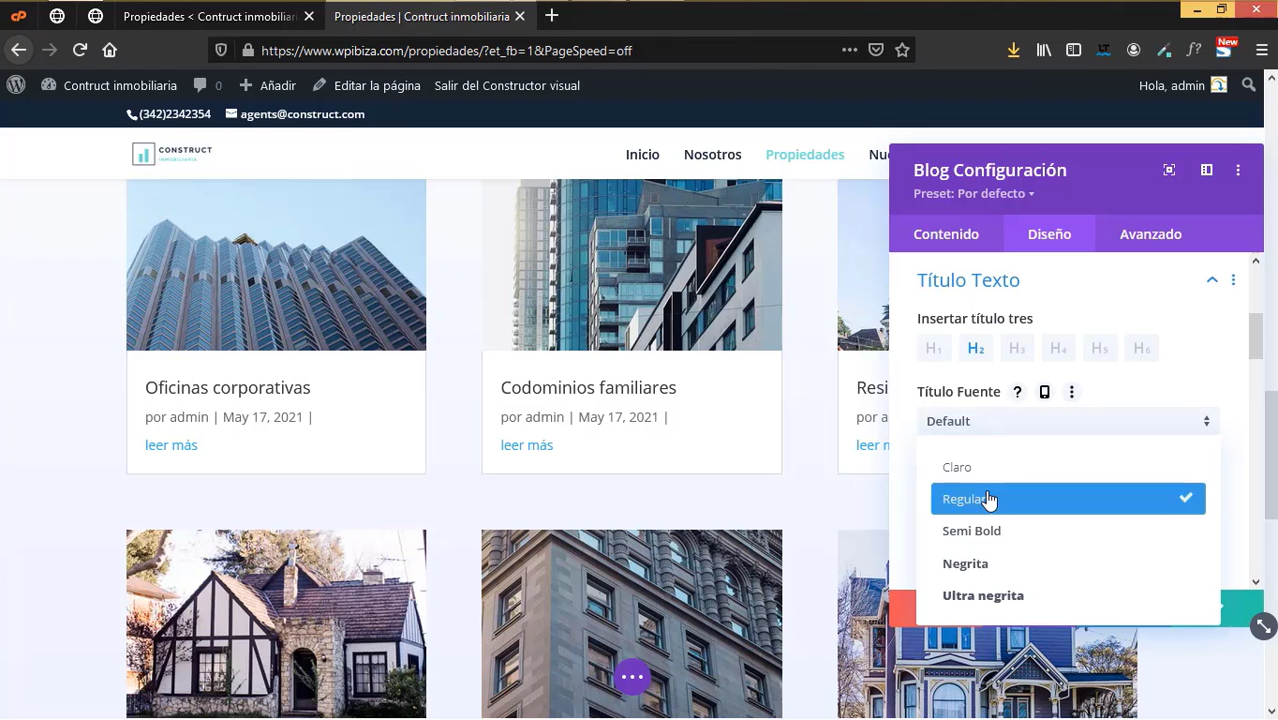 Propiedades < Contruct inmobiliari
Propiedades | Contruct inmobiliaria
New
https://www.wpibiza.com/propiedades/?et_fb=1&PageSpeed=off
Contruct inmobiliaria
0
Añadir
Editar la página
Salir del Constructor visual
Hola, admin
(342)2342354
agents@construct.com
CONSTRUCT
INMOBILIARIA
Inicio
Nosotros
Propiedades
Nue
Blog Configuración
Preset: Por defecto
Contenido
Diseño
Avanzado
Título Texto
Insertar título tres
H1 H2 H3 H4 H5 H6
Título Fuente ?
Default
Claro
Regular
Semi Bold
Negrita
Ultra negrita
Oficinas corporativas
por admin | May 17, 2021 |
leer más
Codominios familiares
por admin | May 17, 2021 |
leer más
Resi
por a
leer m